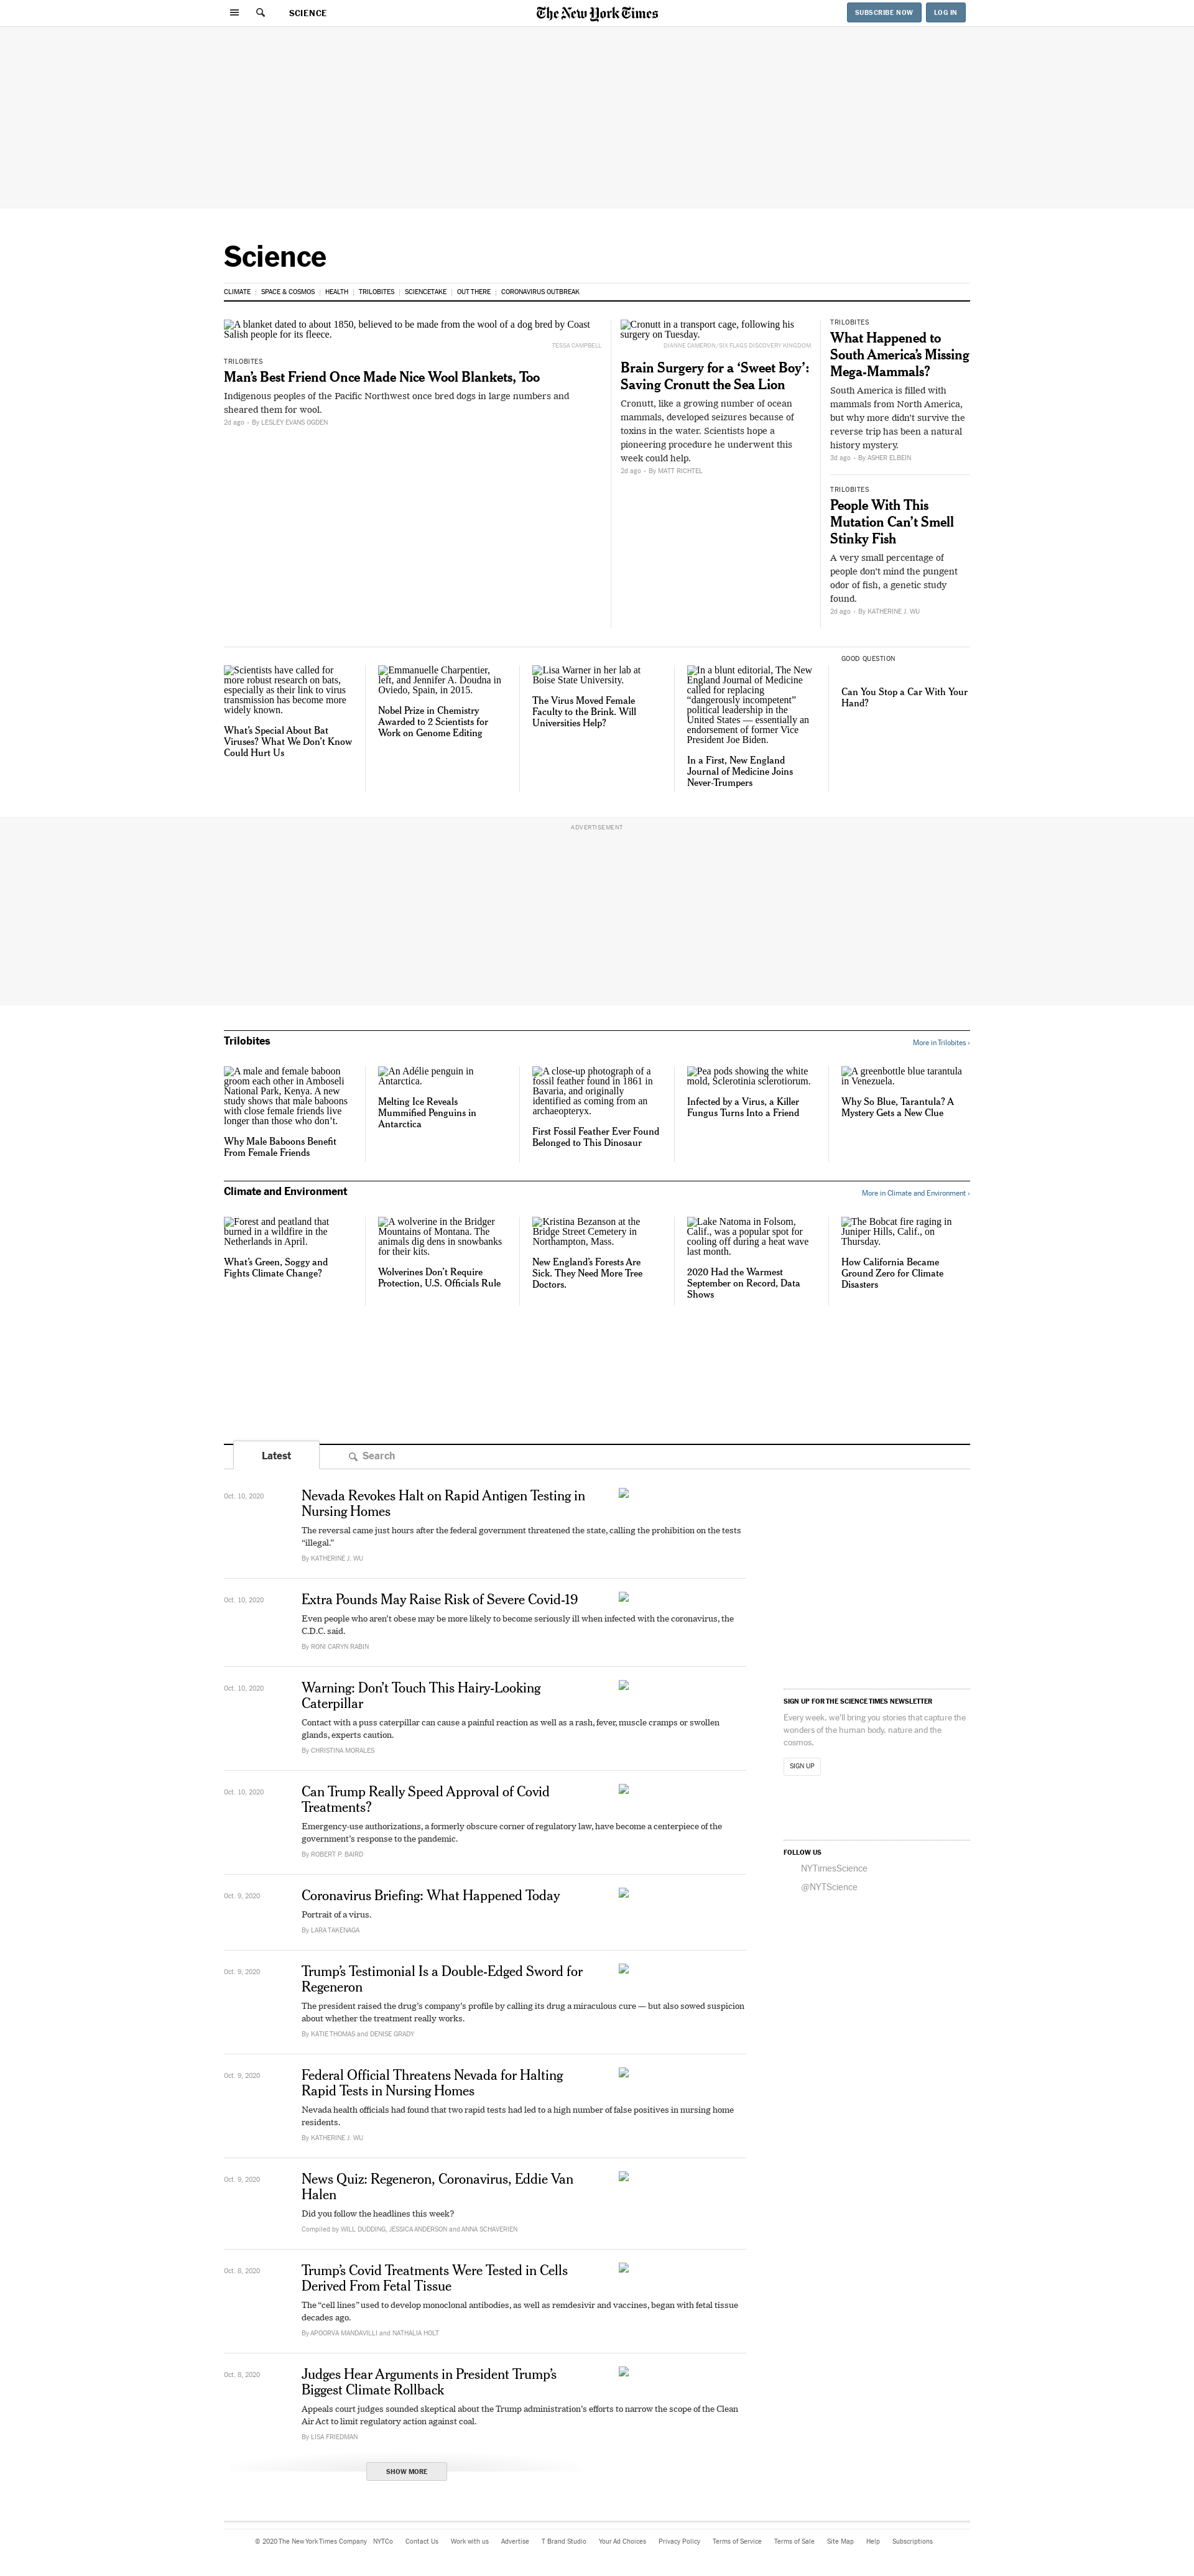 SCIENCE
The New York Times
SUBSCRIBE NOW
LOG IN
Science
CLIMATE
SPACE & COSMOS
HEALTH
TRILOBITES
SCIENCETAKE
OUT THERE
CORONAVIRUS OUTBREAK
A blanket dated to about 1850, believed to be made from the wool of a dog bred by Coast
Salish people for its fleece.
TESSA CAMPBELL
TRILOBITES
Man’s Best Friend Once Made Nice Wool Blankets, Too
Indigenous peoples of the Pacific Northwest once bred dogs in large numbers and
sheared them for wool.
2d ago • By LESLEY EVANS OGDEN
Cronutt in a transport cage, following his
surgery on Tuesday.
DIANNE CAMERON/SIX FLAGS DISCOVERY KINGDOM
Brain Surgery for a ‘Sweet Boy’:
Saving Cronutt the Sea Lion
Cronutt, like a growing number of ocean
mammals, developed seizures because of
toxins in the water. Scientists hope a
pioneering procedure he underwent this
week could help.
2d ago • By MATT RICHTEL
TRILOBITES
What Happened to
South America’s Missing
Mega-Mammals?
South America is filled with
mammals from North America,
but why more didn’t survive the
reverse trip has been a natural
history mystery.
3d ago • By ASHER ELBEIN
TRILOBITES
People With This
Mutation Can’t Smell
Stinky Fish
A very small percentage of
people don’t mind the pungent
odor of fish, a genetic study
found.
2d ago • By KATHERINE J. WU
Scientists have called for
more robust research on bats,
especially as their link to virus
transmission has become more
widely known.
What’s Special About Bat
Viruses? What We Don’t Know
Could Hurt Us
Emmanuelle Charpentier,
left, and Jennifer A. Doudna in
Oviedo, Spain, in 2015.
Nobel Prize in Chemistry
Awarded to 2 Scientists for
Work on Genome Editing
Lisa Warner in her lab at
Boise State University.
The Virus Moved Female
Faculty to the Brink. Will
Universities Help?
In a blunt editorial, The New
England Journal of Medicine
called for replacing
“dangerously incompetent”
political leadership in the
United States — essentially an
endorsement of former Vice
President Joe Biden.
In a First, New England
Journal of Medicine Joins
Never-Trumpers
GOOD QUESTION
Can You Stop a Car With Your
Hand?
ADVERTISEMENT
Trilobites
More in Trilobites ›
A male and female baboon
groom each other in Amboseli
National Park, Kenya. A new
study shows that male baboons
with close female friends live
longer than those who don’t.
Why Male Baboons Benefit
From Female Friends
An Adélie penguin in
Antarctica.
Melting Ice Reveals
Mummified Penguins in
Antarctica
A close-up photograph of a
fossil feather found in 1861 in
Bavaria, and originally
identified as coming from an
archaeopteryx.
First Fossil Feather Ever Found
Belonged to This Dinosaur
Pea pods showing the white
mold, Sclerotinia sclerotiorum.
Infected by a Virus, a Killer
Fungus Turns Into a Friend
A greenbottle blue tarantula
in Venezuela.
Why So Blue, Tarantula? A
Mystery Gets a New Clue
Climate and Environment
More in Climate and Environment ›
Forest and peatland that
burned in a wildfire in the
Netherlands in April.
What’s Green, Soggy and
Fights Climate Change?
A wolverine in the Bridger
Mountains of Montana. The
animals dig dens in snowbanks
for their kits.
Wolverines Don’t Require
Protection, U.S. Officials Rule
Kristina Bezanson at the
Bridge Street Cemetery in
Northampton, Mass.
New England’s Forests Are
Sick. They Need More Tree
Doctors.
Lake Natoma in Folsom,
Calif., was a popular spot for
cooling off during a heat wave
last month.
2020 Had the Warmest
September on Record, Data
Shows
The Bobcat fire raging in
Juniper Hills, Calif., on
Thursday.
How California Became
Ground Zero for Climate
Disasters
Latest
Search
Oct. 10, 2020
Nevada Revokes Halt on Rapid Antigen Testing in
Nursing Homes
The reversal came just hours after the federal government threatened the state, calling the prohibition on the tests
“illegal.”
By KATHERINE J. WU
Oct. 10, 2020
Extra Pounds May Raise Risk of Severe Covid-19
Even people who aren’t obese may be more likely to become seriously ill when infected with the coronavirus, the
C.D.C. said.
By RONI CARYN RABIN
Oct. 10, 2020
Warning: Don’t Touch This Hairy-Looking
Caterpillar
Contact with a puss caterpillar can cause a painful reaction as well as a rash, fever, muscle cramps or swollen
glands, experts caution.
By CHRISTINA MORALES
Oct. 10, 2020
Can Trump Really Speed Approval of Covid
Treatments?
Emergency-use authorizations, a formerly obscure corner of regulatory law, have become a centerpiece of the
government’s response to the pandemic.
By ROBERT P. BAIRD
Oct. 9, 2020
Coronavirus Briefing: What Happened Today
Portrait of a virus.
By LARA TAKENAGA
Oct. 9, 2020
Trump’s Testimonial Is a Double-Edged Sword for
Regeneron
The president raised the drug’s company’s profile by calling its drug a miraculous cure — but also sowed suspicion
about whether the treatment really works.
By KATIE THOMAS and DENISE GRADY
Oct. 9, 2020
Federal Official Threatens Nevada for Halting
Rapid Tests in Nursing Homes
Nevada health officials had found that two rapid tests had led to a high number of false positives in nursing home
residents.
By KATHERINE J. WU
Oct. 9, 2020
News Quiz: Regeneron, Coronavirus, Eddie Van
Halen
Did you follow the headlines this week?
Compiled by WILL DUDDING, JESSICA ANDERSON and ANNA SCHAVERIEN
Oct. 8, 2020
Trump’s Covid Treatments Were Tested in Cells
Derived From Fetal Tissue
The “cell lines” used to develop monoclonal antibodies, as well as remdesivir and vaccines, began with fetal tissue
decades ago.
By APOORVA MANDAVILLI and NATHALIA HOLT
Oct. 8, 2020
Judges Hear Arguments in President Trump’s
Biggest Climate Rollback
Appeals court judges sounded skeptical about the Trump administration’s efforts to narrow the scope of the Clean
Air Act to limit regulatory action against coal.
By LISA FRIEDMAN
SHOW MORE
SIGN UP FOR THE SCIENCE TIMES NEWSLETTER
Every week, we’ll bring you stories that capture the
wonders of the human body, nature and the
cosmos.
SIGN UP
FOLLOW US
NYTimesScience
@NYTScience
© 2020 The New York Times Company
NYTCo
Contact Us
Work with us
Advertise
T Brand Studio
Your Ad Choices
Privacy Policy
Terms of Service
Terms of Sale
Site Map
Help
Subscriptions